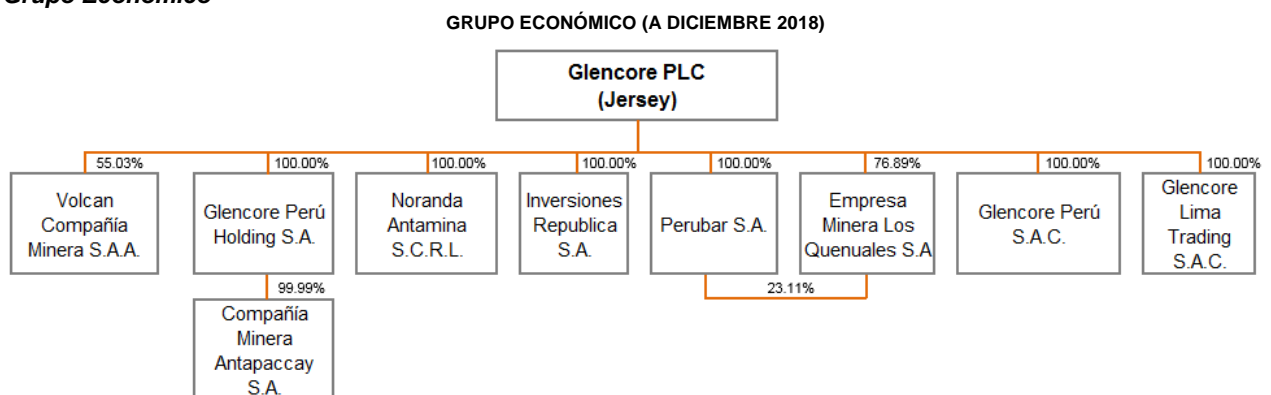 Grupo Económico
GRUPO ECONÓMICO (A DICIEMBRE 2018)
Glencore PLC
(Jersey)
55.03%
100.00%
100.00%
100.00%
100.00%
76.89%
100.00%
100.00%
Volcan
Compañía
Minera S.A.A.
Glencore Perú
Holding S.A.
Noranda
Antamina
S.C.R.L.
Inversiones
Republica
S.A.
Perubar S.A.
Empresa
Minera Los
Quenuales S.A
Glencore Perú
S.A.C.
Glencore
Lima
Trading
S.A.C.
99.99%
23.11%
Compañía
Minera
Antapaccay
S.A.